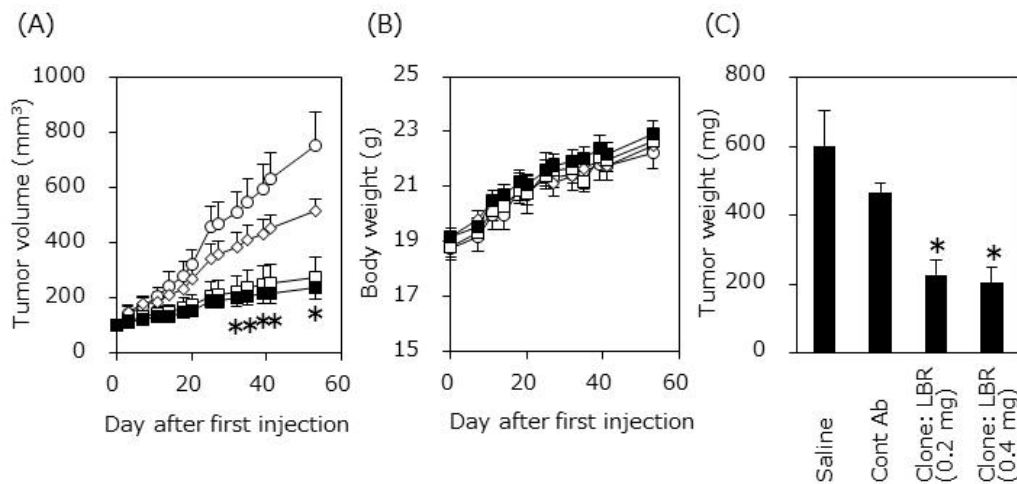 (A)
Tumor volume (mm³)
1000
800
600
400
200
0
0 20 40 60
Day after first injection
* * * * *
(B)
Body weight (g)
25
23
21
19
17
15
0 20 40 60
Day after first injection
(C)
Tumor weight (mg)
800
600
400
200
0
* *
Saline
Cont Ab
Clone: LBR
(0.2 mg)
Clone: LBR
(0.4 mg)